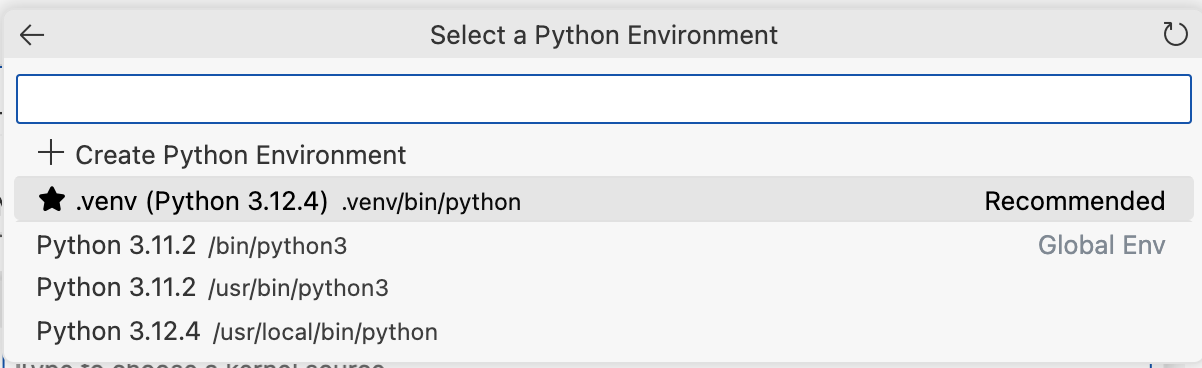 Select a Python Environment
Create Python Environment
.venv (Python 3.12.4) .venv/bin/python Recommended
Python 3.11.2 /bin/python3 Global Env
Python 3.11.2 /usr/bin/python3
Python 3.12.4 /usr/local/bin/python